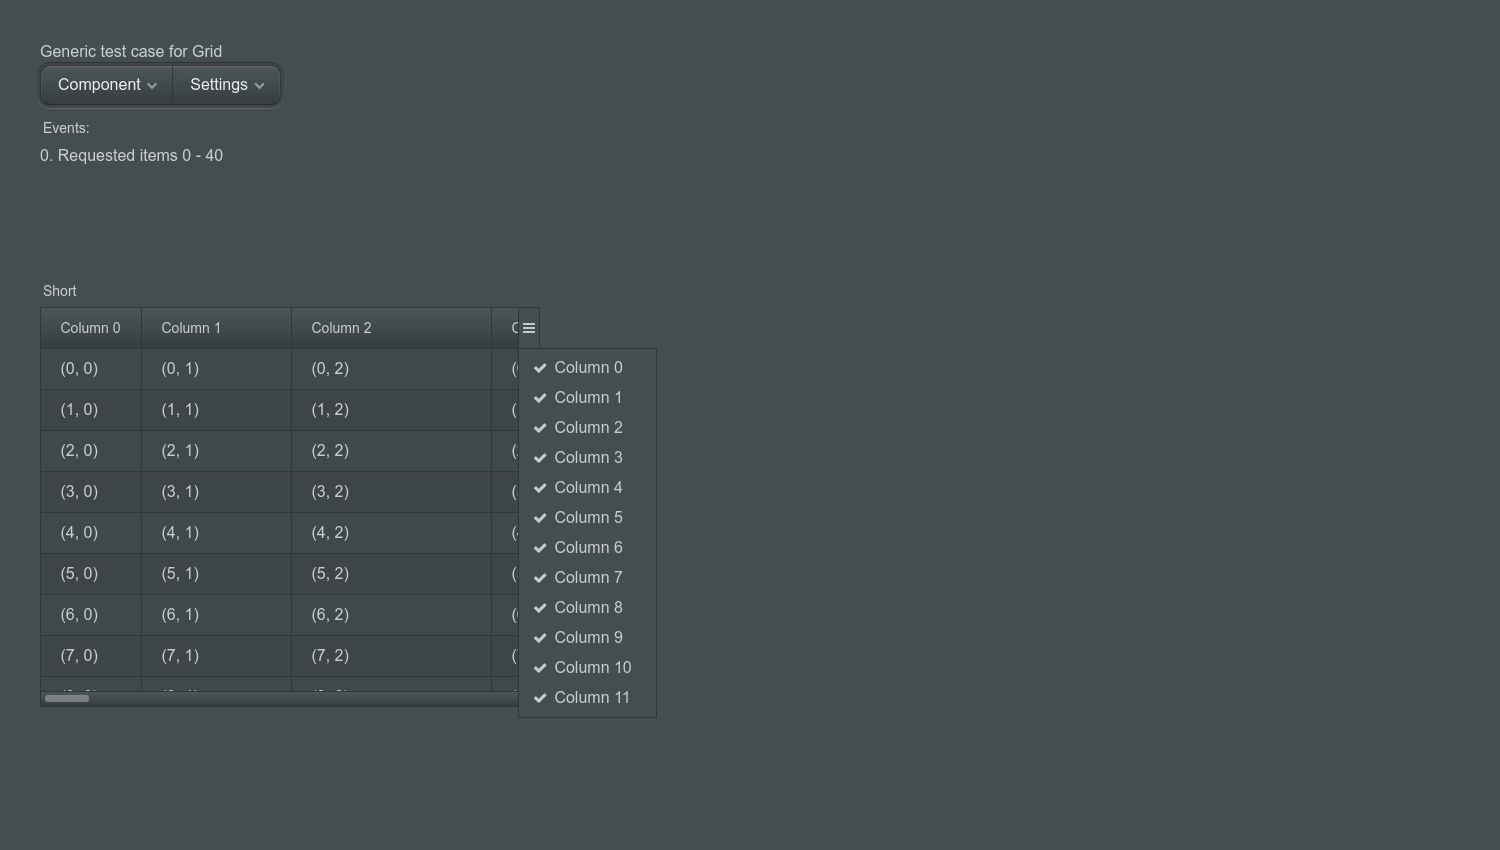 Generic test case for Grid
Component Settings
Events:
0. Requested items 0 - 40
Short
Column 0 Column 1 Column 2
(0, 0) (0, 1) (0, 2)
(1, 0) (1, 1) (1, 2)
(2, 0) (2, 1) (2, 2)
(3, 0) (3, 1) (3, 2)
(4, 0) (4, 1) (4, 2)
(5, 0) (5, 1) (5, 2)
(6, 0) (6, 1) (6, 2)
(7, 0) (7, 1) (7, 2)
Column 0
Column 1
Column 2
Column 3
Column 4
Column 5
Column 6
Column 7
Column 8
Column 9
Column 10
Column 11